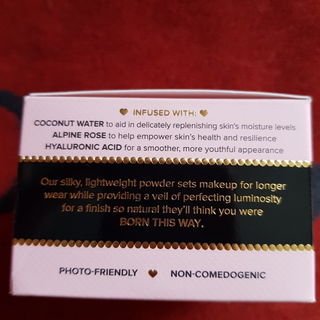 INFUSED WITH:
COCONUT WATER to aid in delicately replenishing skin's moisture levels
ALPINE ROSE to help empower skin's health and resilience
HYALURONIC ACID for a smoother, more youthful appearance
Our silky, lightweight powder sets makeup for longer
wear while providing a veil of perfecting luminosity
for a finish so natural they'll think you were
BORN THIS WAY.
PHOTO-FRIENDLY NON-COMEDOGENIC